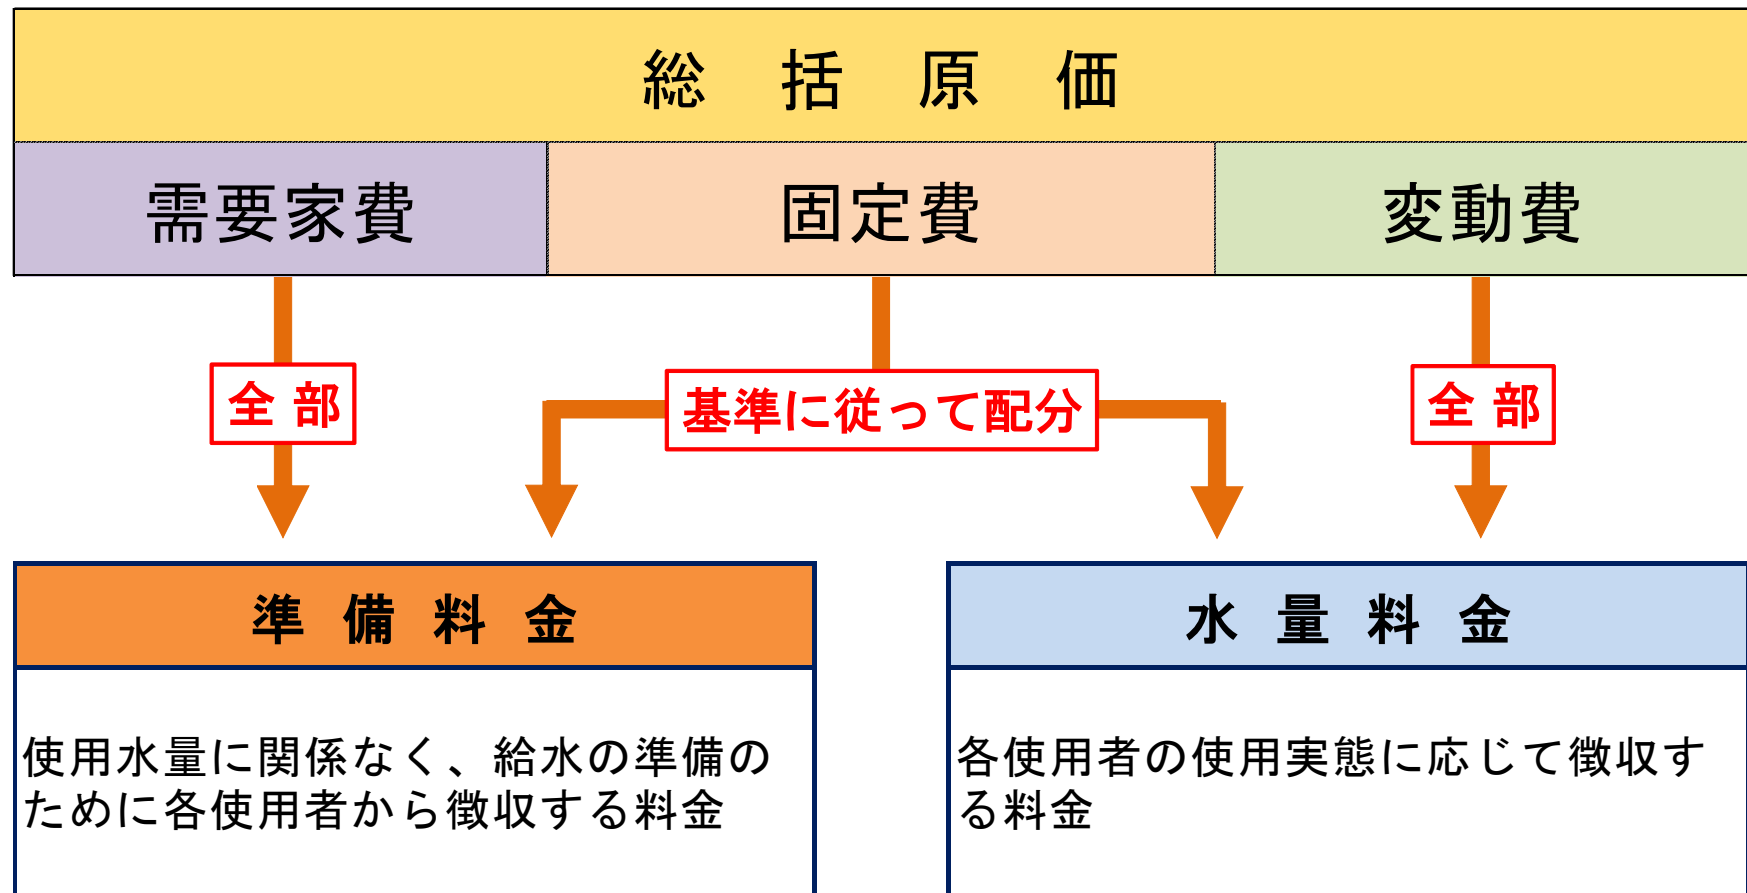 総　括　原　価
需要家費　固定費　変動費
全 部　基準に従って配分　全 部
準 備 料 金
使用水量に関係なく、給水の準備の
ために各使用者から徴収する料金
水 量 料 金
各使用者の使用実態に応じて徴収す
る料金